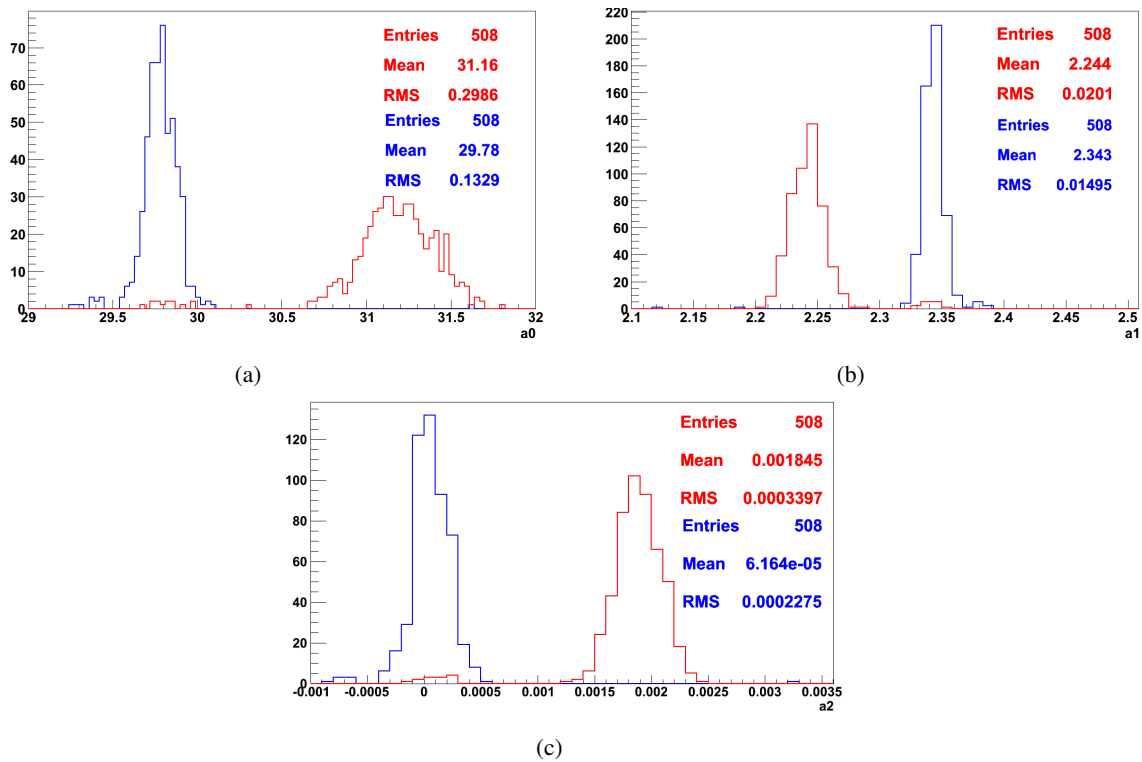 70
60
50
40
30
20
10
0
29 29.5 30 30.5 31 31.5 32
a0
Entries 508
Mean 31.16
RMS 0.2986
Entries 508
Mean 29.78
RMS 0.1329
(a)
220
200
180
160
140
120
100
80
60
40
20
0
2.1 2.15 2.2 2.25 2.3 2.35 2.4 2.45 2.5
a1
Entries 508
Mean 2.244
RMS 0.0201
Entries 508
Mean 2.343
RMS 0.01495
(b)
120
100
80
60
40
20
0
-0.001 -0.0005 0 0.0005 0.001 0.0015 0.002 0.0025 0.003 0.0035
a2
Entries 508
Mean 0.001845
RMS 0.0003397
Entries 508
Mean 6.164e-05
RMS 0.0002275
(c)